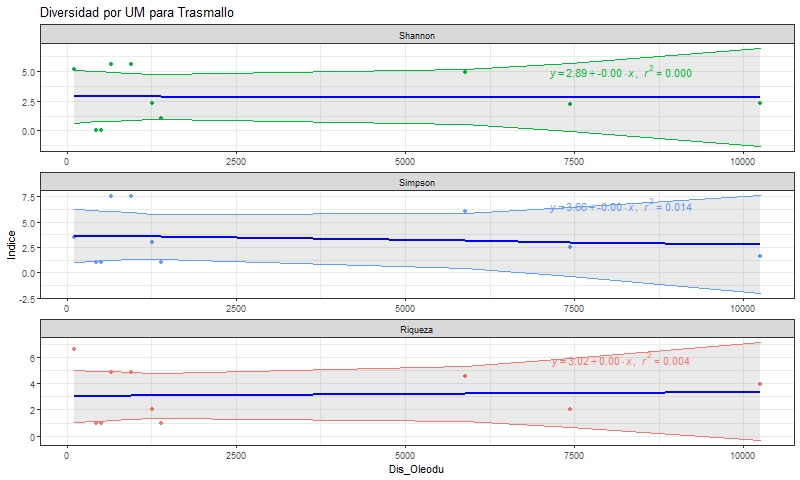 Diversidad por UM para Trasmallo
Shannon
y = 2.89 + -0.00 · x, r² = 0.000
5.0
2.5
0.0
0 2500 5000 7500 10000
Simpson
y = 3.66 + -0.00 · x, r² = 0.014
7.5
5.0
2.5
0.0
-2.5
0 2500 5000 7500 10000
Indice
Riqueza
y = 3.02 + 0.00 · x, r² = 0.004
6
4
2
0
0 2500 5000 7500 10000
Dis_Oleodu